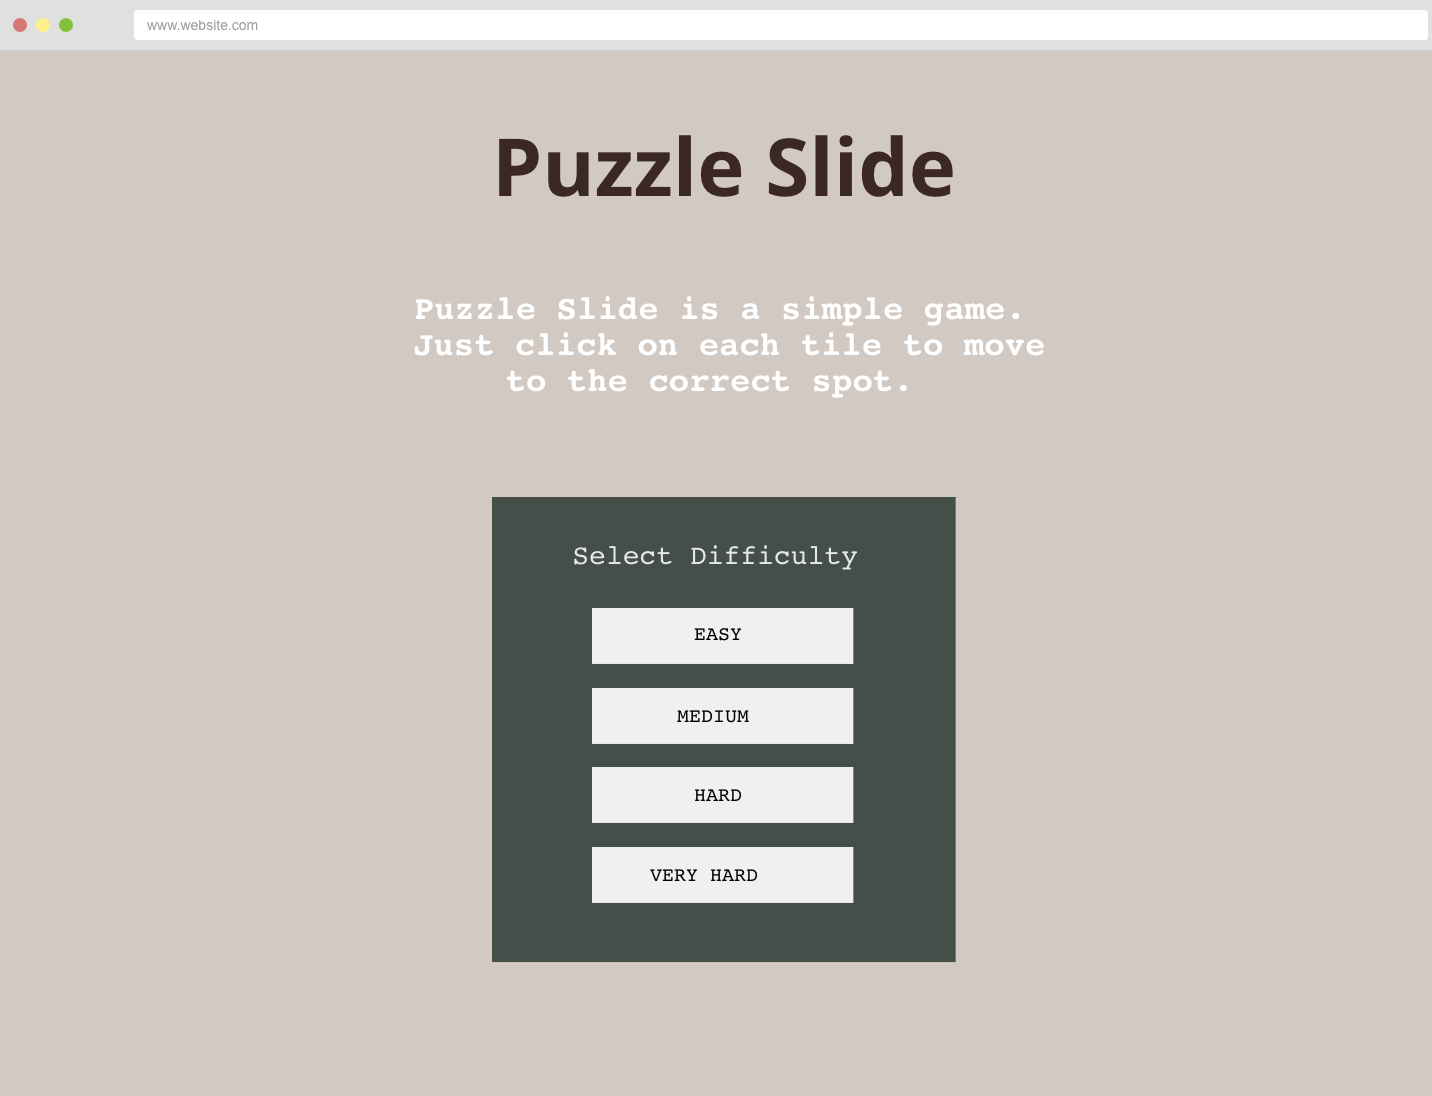 www.website.com
Puzzle Slide
Puzzle Slide is a simple game.
Just click on each tile to move
to the correct spot.
Select Difficulty
EASY
MEDIUM
HARD
VERY HARD